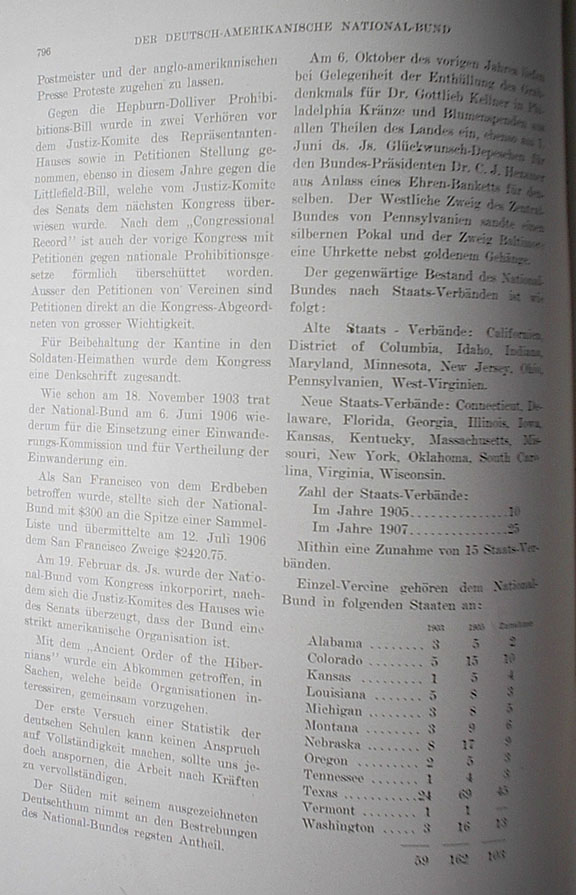 796
DER DEUTSCH-AMERIKANISCHE NATIONAL-BUND
Postmeister und der anglo-amerikanischen
Presse Proteste zugehen zu lassen.
Gegen die Hepburn-Dolliver Prohibi-
bitions-Bill wurde in zwei Verhören vor
dem Justiz-Komite des Repräsentanten-
Hauses sowie in Petitionen Stellung ge-
nommen, ebenso in diesem Jahre gegen die
Littlefield-Bill, welche vom Justiz-Komite
des Senats dem nächsten Kongress über-
wiesen wurde. Nach dem „Congressional
Record" ist auch der vorige Kongress mit
Petitionen gegen nationale Prohibitionsge-
setze förmlich überschüttet worden.
Ausser den Petitionen von Vereinen sind
Petitionen direkt an die Kongress-Abgeord-
neten von grosser Wichtigkeit.
Für Beibehaltung der Kantine in den
Soldaten-Heimathen wurde dem Kongress
eine Denkschrift zugesandt.
Wie schon am 18. November 1903 trat
der National-Bund am 6. Juni 1906 wie-
derum für die Einsetzung einer Einwande-
rungs-Kommission und für Vertheilung der
Einwanderung ein.
Als San Francisco von dem Erdbeben
betroffen wurde, stellte sich der National-
Bund mit $300 an die Spitze einer Sammel-
Liste und übermittelte am 12. Juli 1906
dem San Francisco Zweige $2420.75.
Am 19. Februar ds. Js. wurde der Natio-
nal-Bund vom Kongress inkorporirt, nach-
dem sich die Justiz-Komites des Hauses wie
des Senats überzeugt, dass der Bund eine
strikt amerikanische Organisation ist.
Mit dem „Ancient Order of the Hiber-
nians" wurde ein Abkommen getroffen, in
Sachen, welche beide Organisationen in-
teressiren, gemeinsam vorzugehen.
Der erste Versuch einer Statistik der
deutschen Schulen kann keinen Anspruch
auf Vollständigkeit machen, sollte uns je-
doch anspornen, die Arbeit nach Kräften
zu vervollständigen.
Der Süden mit seinem ausgezeichneten
Deutschthum nimmt an den Bestrebungen
des National-Bundes regsten Antheil.
Am 6. Oktober des vorigen Jahres liefen
bei Gelegenheit der Enthüllung des Grab-
denkmals für Dr. Gottlieb Kellner in Phi-
ladelphia Kränze und Blumenspenden aus
allen Theilen des Landes ein, ebenso am 1.
Juni ds. Js. Glückwunsch-Depeschen für
den Bundes-Präsidenten Dr. C. J. Hexamer
aus Anlass eines Ehren-Banketts für den-
selben. Der Westliche Zweig des Zentral-
Bundes von Pennsylvanien sandte einen
silbernen Pokal und der Zweig Baltimore
eine Uhrkette nebst goldenem Gehänge.
Der gegenwärtige Bestand des National-
Bundes nach Staats-Verbänden ist wie
folgt:
Alte Staats - Verbände: Californien,
District of Columbia, Idaho, Indiana,
Maryland, Minnesota, New Jersey, Ohio,
Pennsylvanien, West-Virginien.
Neue Staats-Verbände: Connecticut, De-
laware, Florida, Georgia, Illinois, Iowa,
Kansas, Kentucky, Massachusetts, Mis-
souri, New York, Oklahoma, South Caro-
lina, Virginia, Wisconsin.
Zahl der Staats-Verbände:
Im Jahre 1905..............10
Im Jahre 1907..............25
Mithin eine Zunahme von 15 Staats-Ver-
bänden.
Einzel-Vereine gehören dem National-
Bund in folgenden Staaten an:
Zunahme
Alabama ....... 3 5 2
Colorado ....... 5 15 10
Kansas ........ 1 5 4
Louisiana ...... 5 8 3
Michigan ....... 3 8 5
Montana ....... 3 9 6
Nebraska ...... 8 17 9
Oregon ........ 2 5 3
Tennessee ...... 1 4 3
Texas .........24 69 45
Vermont ....... 1 1 —
Washington .... 3 16 13
59 162 103